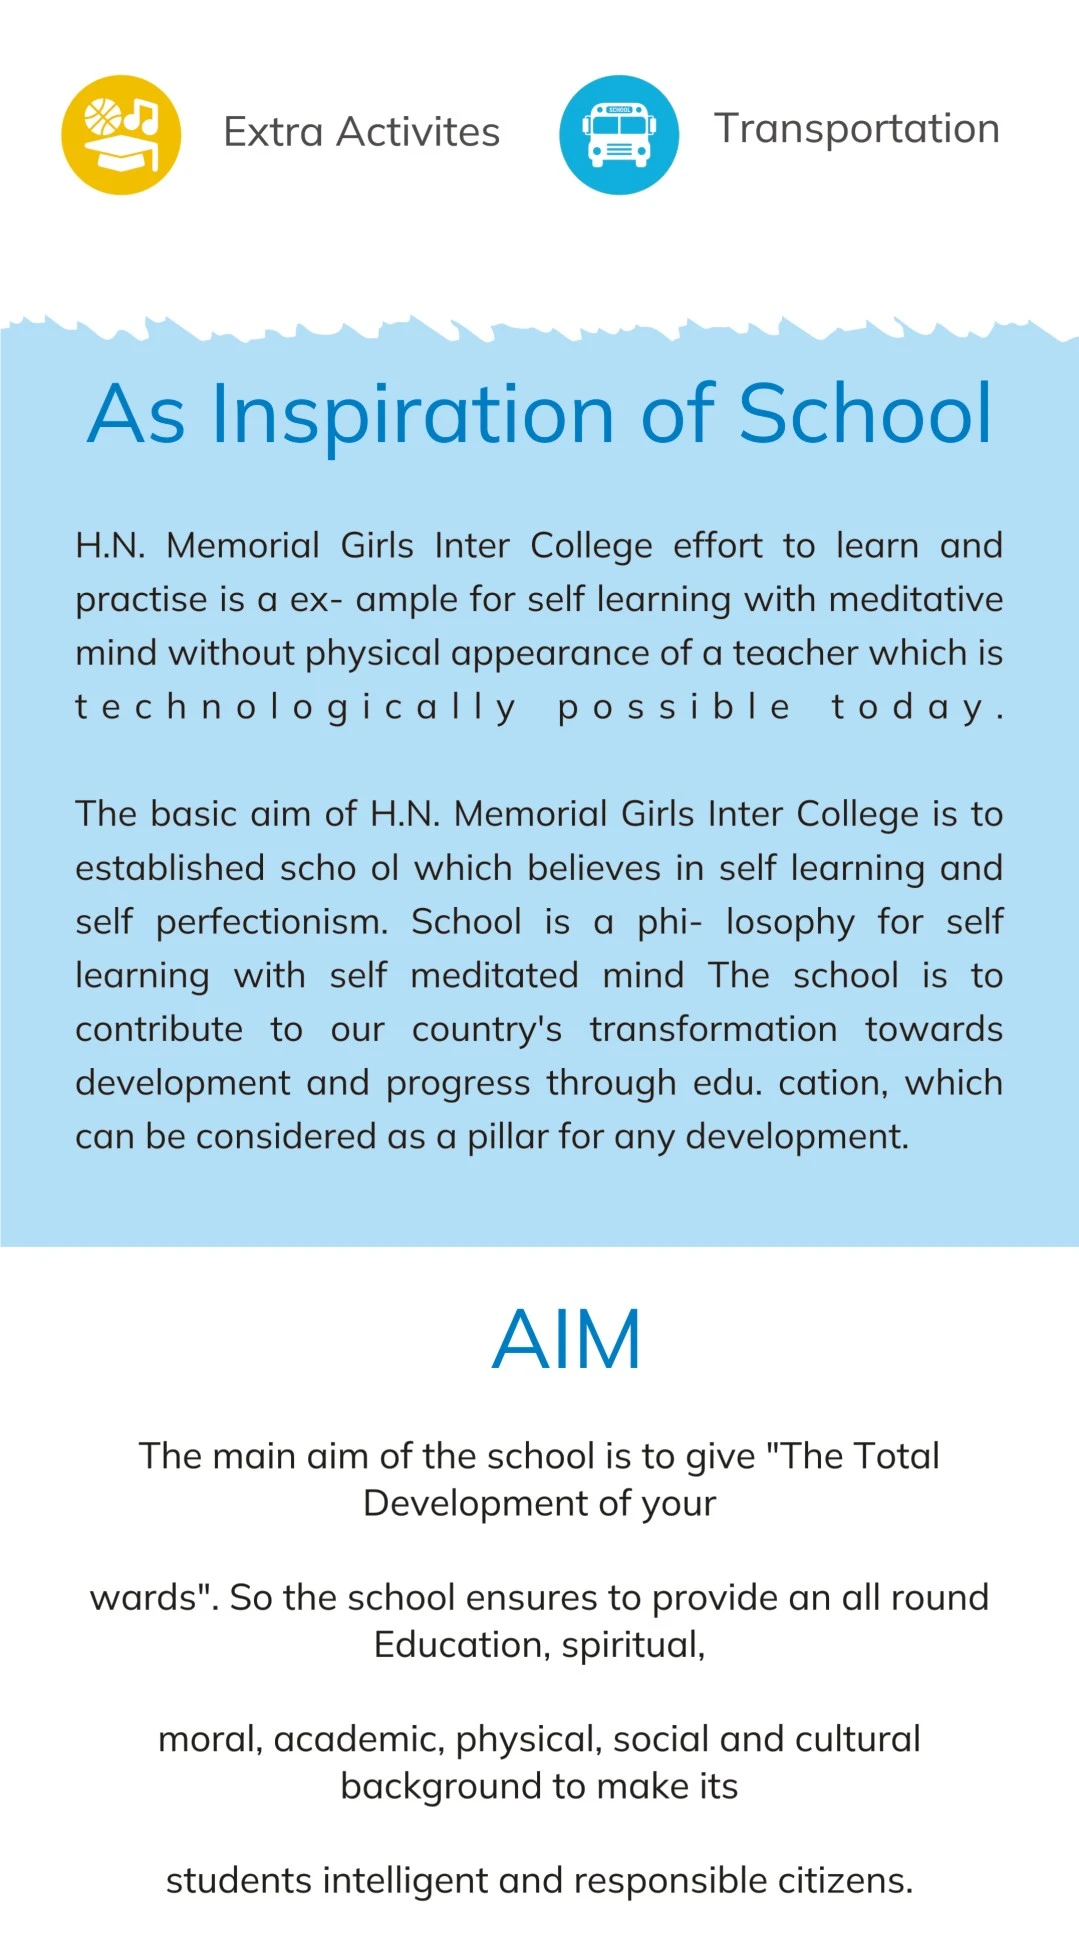 Extra Activites
Transportation
SCHOOL
As Inspiration of School
H.N. Memorial Girls Inter College effort to learn and
practise is a ex- ample for self learning with meditative
mind without physical appearance of a teacher which is
technologically possible today.
The basic aim of H.N. Memorial Girls Inter College is to
established scho ol which believes in self learning and
self perfectionism. School is a phi- losophy for self
learning with self meditated mind The school is to
contribute to our country's transformation towards
development and progress through edu. cation, which
can be considered as a pillar for any development.
AIM
The main aim of the school is to give "The Total
Development of your
wards". So the school ensures to provide an all round
Education, spiritual,
moral, academic, physical, social and cultural
background to make its
students intelligent and responsible citizens.